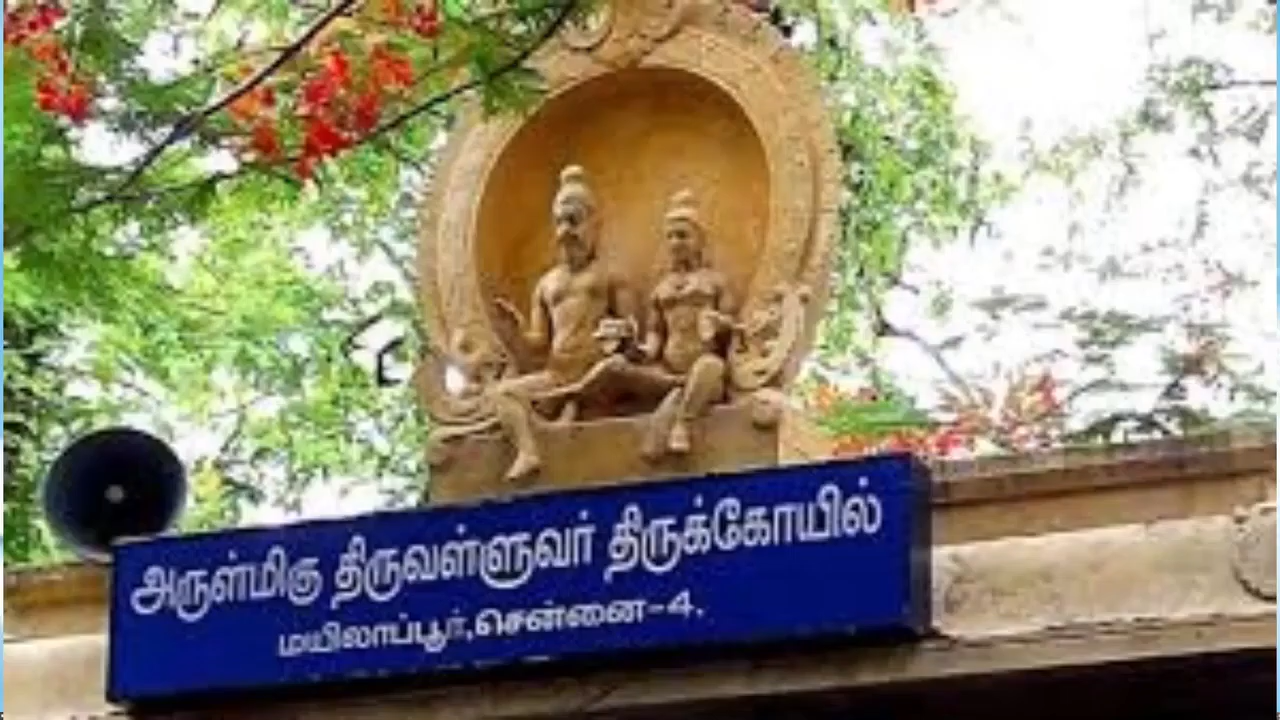 அருள்மிகு திருவள்ளுவர் திருக்கோயில்
மயிலாப்பூர்,சென்னை-4.